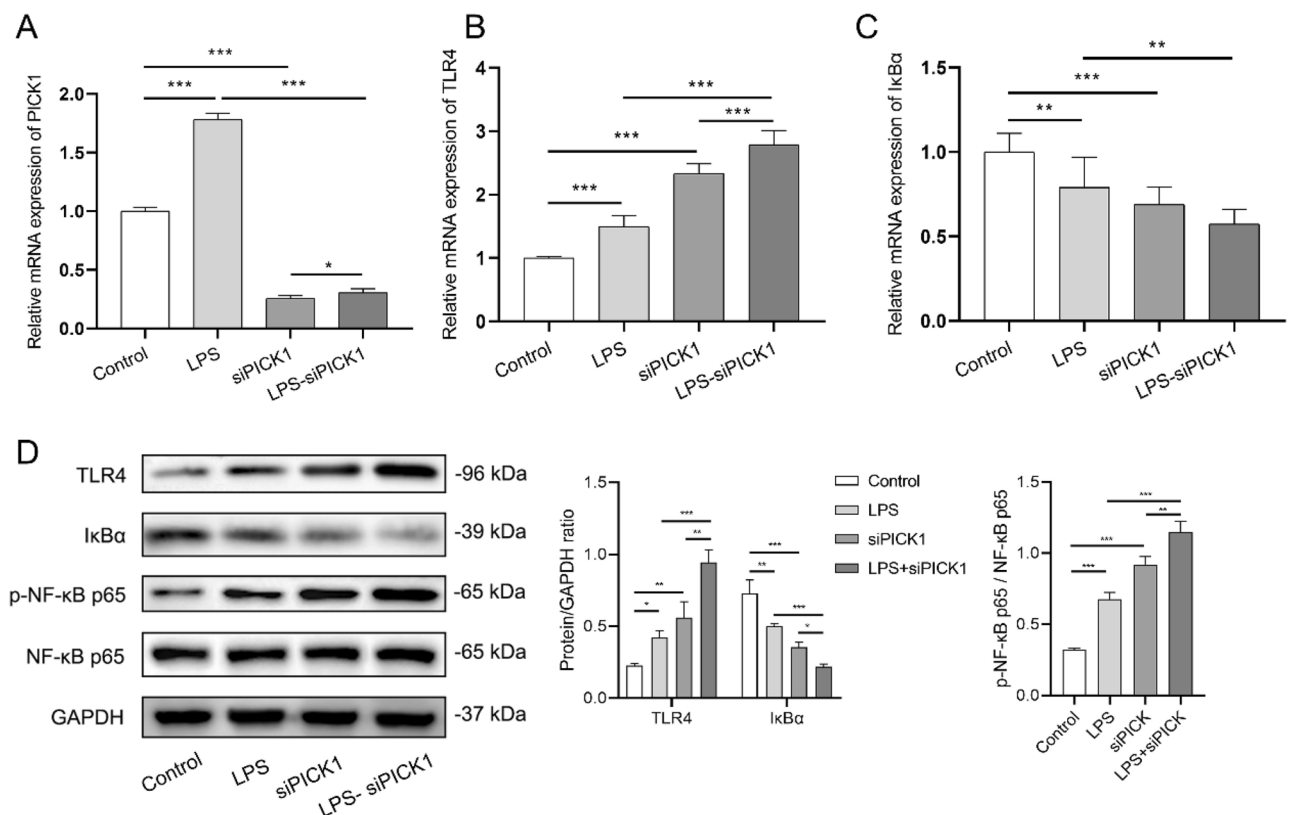 A
Relative mRNA expression of PICK1
2.0
1.5
1.0
0.5
0.0
***
***
***
*
Control
LPS
siPICK1
LPS-siPICK1
B
Relative mRNA expression of TLR4
4
3
2
1
0
***
***
***
***
Control
LPS
siPICK1
LPS-siPICK1
C
Relative mRNA expression of IκBα
1.5
1.0
0.5
0.0
**
***
**
Control
LPS
siPICK1
LPS-siPICK1
D
TLR4
-96 kDa
IκBα
-39 kDa
p-NF-κB p65
-65 kDa
NF-κB p65
-65 kDa
GAPDH
-37 kDa
Control
LPS
siPICK1
LPS- siPICK1
Protein/GAPDH ratio
1.5
1.0
0.5
0.0
***
**
**
*
***
**
***
*
TLR4
IκBα
Control
LPS
siPICK1
LPS+siPICK1
p-NF-κB p65 / NF-κB p65
1.5
1.0
0.5
0.0
***
**
***
***
Control
LPS
siPICK
LPS+siPICK